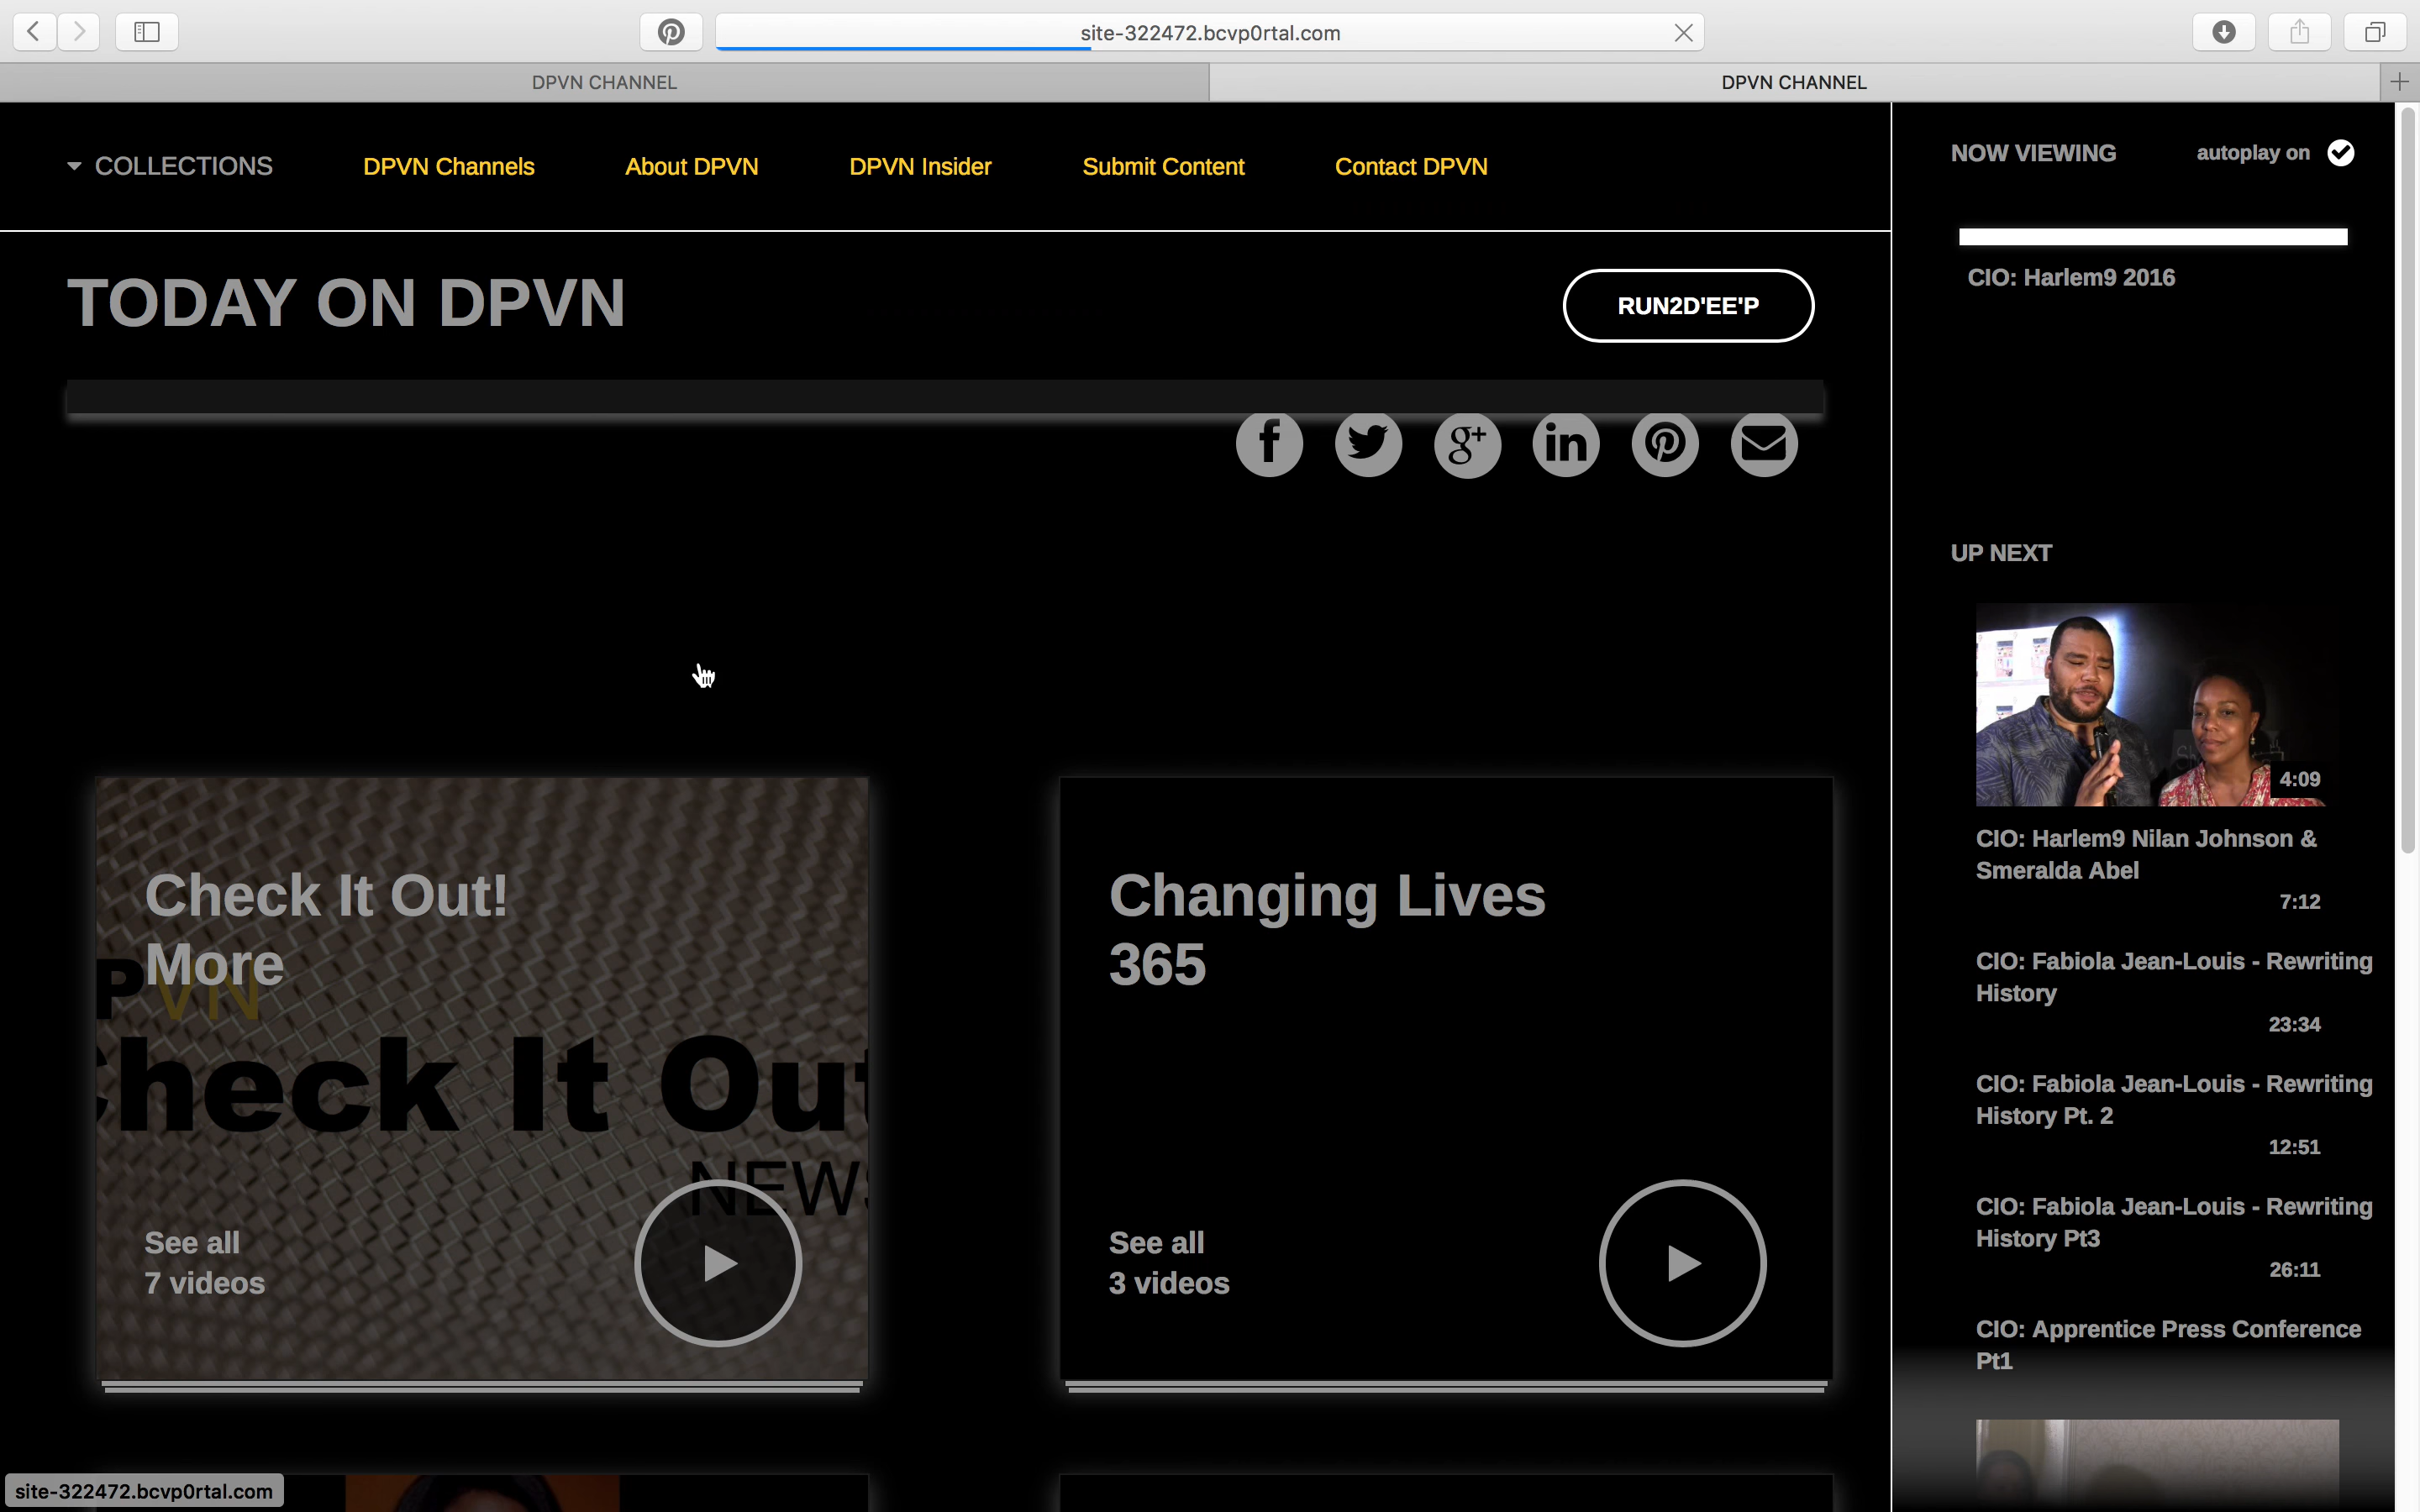 site-322472.bcvp0rtal.com
DPVN CHANNEL
DPVN CHANNEL
COLLECTIONS
DPVN Channels
About DPVN
DPVN Insider
Submit Content
Contact DPVN
NOW VIEWING
autoplay on
TODAY ON DPVN
RUN2D'EE'P
CIO: Harlem9 2016
UP NEXT
4:09
CIO: Harlem9 Nilan Johnson &
Smeralda Abel
7:12
CIO: Fabiola Jean-Louis - Rewriting
History
23:34
CIO: Fabiola Jean-Louis - Rewriting
History Pt. 2
12:51
CIO: Fabiola Jean-Louis - Rewriting
History Pt3
26:11
CIO: Apprentice Press Conference
Pt1
Check It Out!
More
PVN
Check It Out
NEWS
See all
7 videos
Changing Lives
365
See all
3 videos
site-322472.bcvp0rtal.com